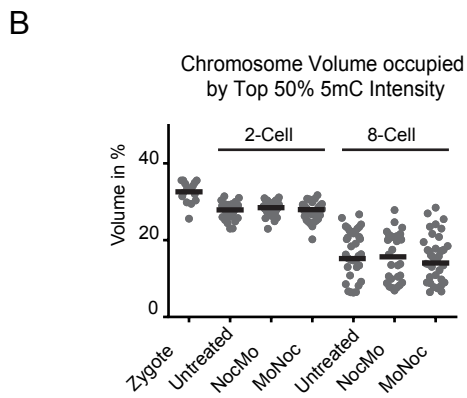 B
Chromosome Volume occupied
by Top 50% 5mC Intensity
2-Cell 8-Cell
Volume in %
40
20
0
Zygote
Untreated
NocMo
MoNoc
Untreated
NocMo
MoNoc